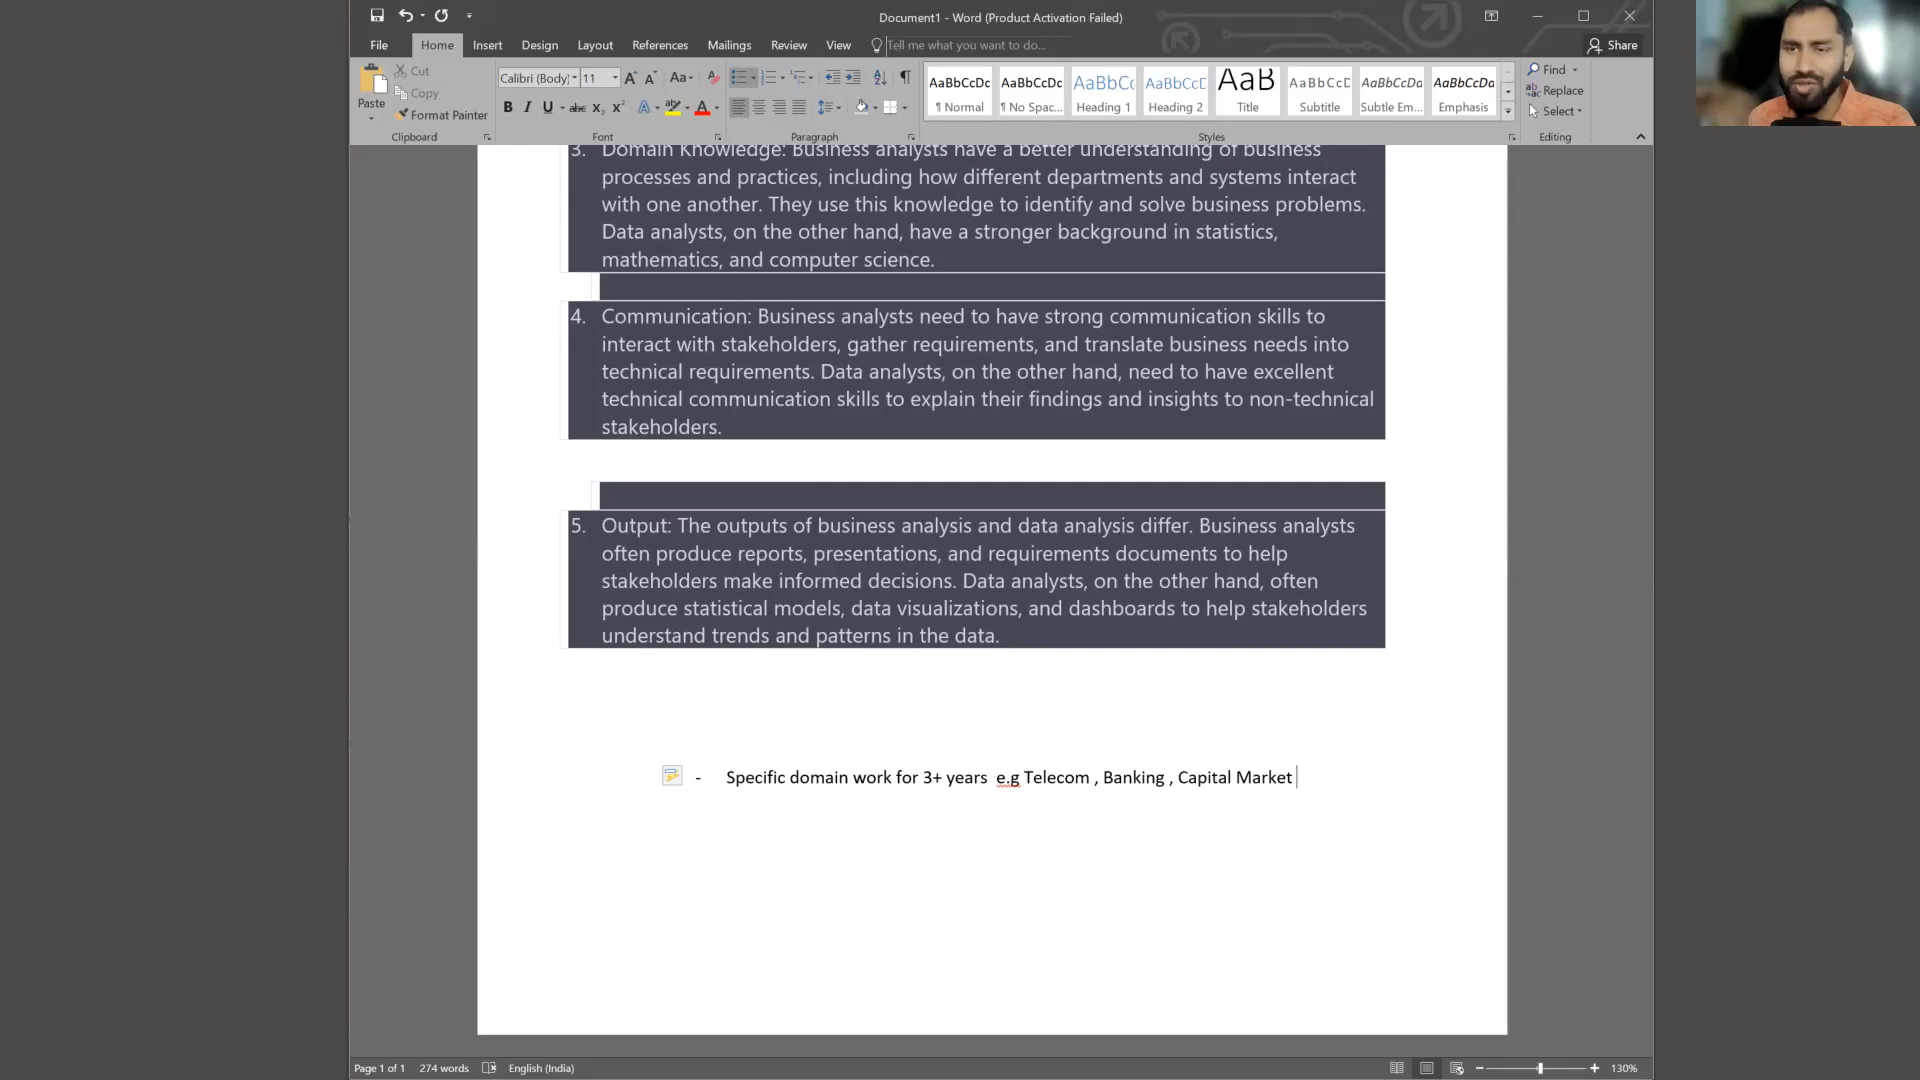 Document1 - Word (Product Activation Failed)
File Home Insert Design Layout References Mailings Review View Tell me what you want to do... Share
Paste
Cut
Copy
Format Painter
Clipboard
Calibri (Body) 11
Font
Paragraph
AaBbCcDc AaBbCcDc AaBbCc AaBbCcD AaB AaBbCcD AaBbCcDa AaBbCcDa
¶ Normal ¶ No Spac... Heading 1 Heading 2 Title Subtitle Subtle Em... Emphasis
Styles
Find
Replace
Select
Editing
3. Domain Knowledge: Business analysts have a better understanding of business
processes and practices, including how different departments and systems interact
with one another. They use this knowledge to identify and solve business problems.
Data analysts, on the other hand, have a stronger background in statistics,
mathematics, and computer science.
4. Communication: Business analysts need to have strong communication skills to
interact with stakeholders, gather requirements, and translate business needs into
technical requirements. Data analysts, on the other hand, need to have excellent
technical communication skills to explain their findings and insights to non-technical
stakeholders.
5. Output: The outputs of business analysis and data analysis differ. Business analysts
often produce reports, presentations, and requirements documents to help
stakeholders make informed decisions. Data analysts, on the other hand, often
produce statistical models, data visualizations, and dashboards to help stakeholders
understand trends and patterns in the data.
- Specific domain work for 3+ years e.g Telecom , Banking , Capital Market
Page 1 of 1 274 words English (India) 130%